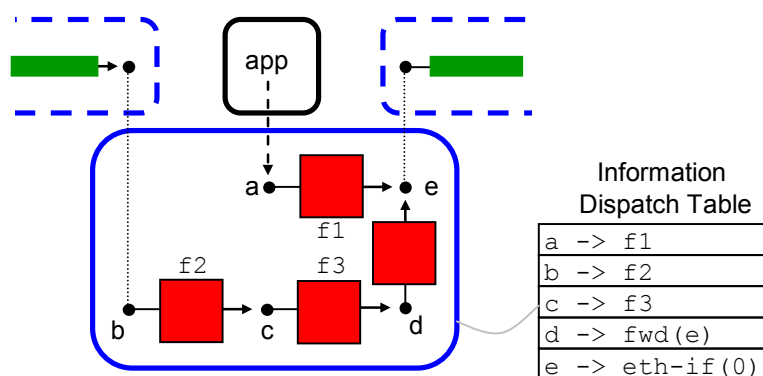 app
a
e
f1
f2
f3
b
c
d
Information
Dispatch Table
a -> f1
b -> f2
c -> f3
d -> fwd(e)
e -> eth-if(0)